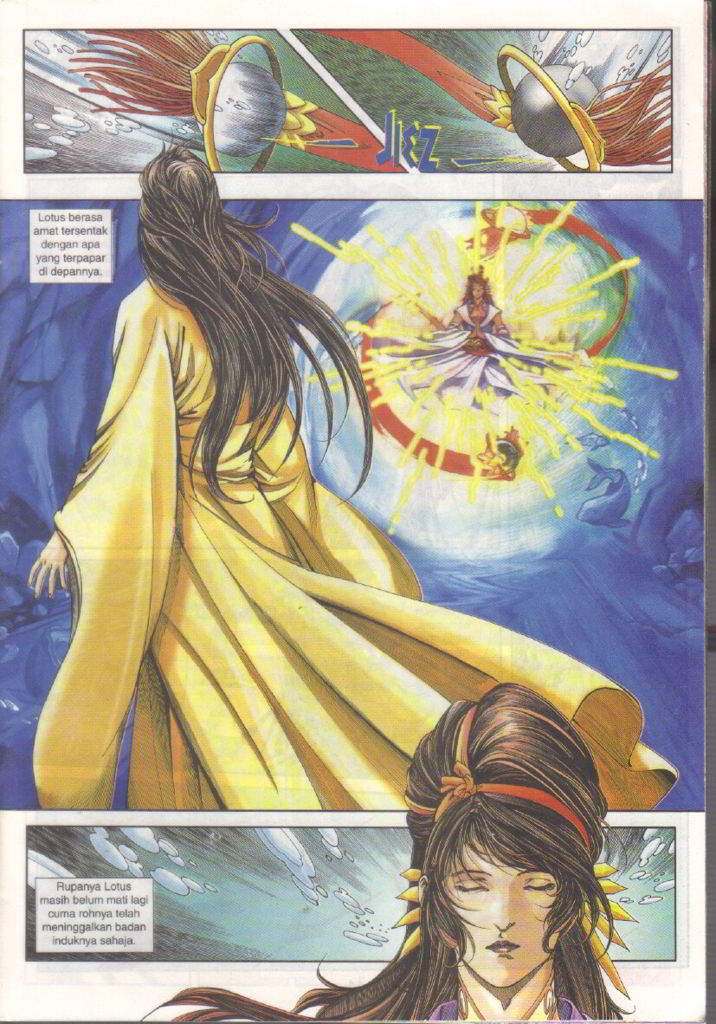 JIEZ
Lotus berasa
amat tersentak
dengan apa
yang terpapar
di depannya.
Rupanya Lotus
masih belum mati lagi
cuma rohnya telah
meninggalkan badan
induknya sahaja.